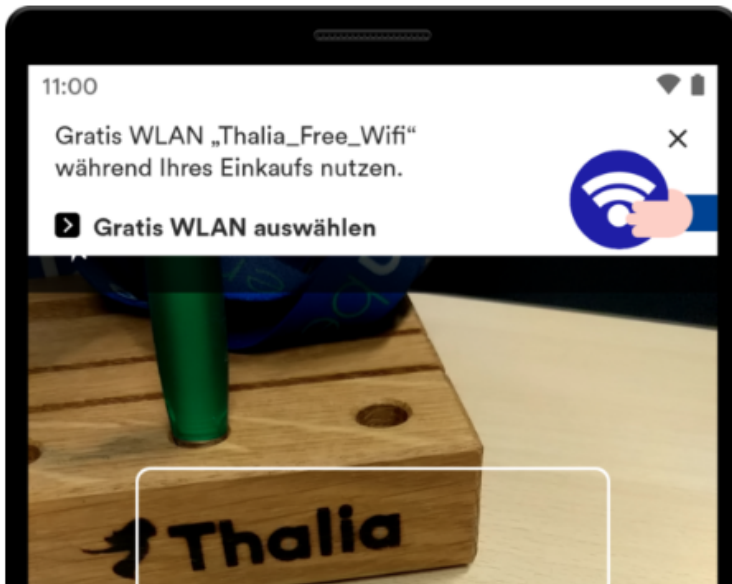 11:00
Gratis WLAN „Thalia_Free_Wifi“
während Ihres Einkaufs nutzen.
Gratis WLAN auswählen
Thalia